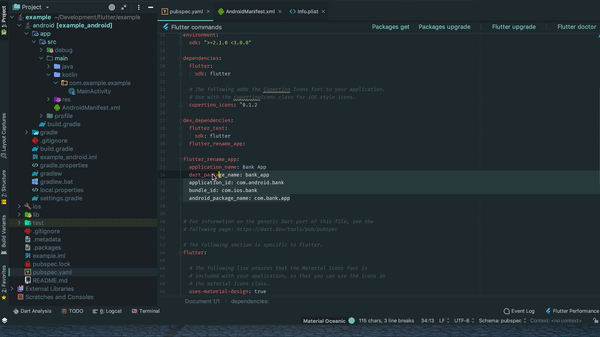 Project
pubspec.yaml
AndroidManifest.xml
Info.plist
example ~/Development/flutter/example
android [example_android]
app
src
debug
main
java
kotlin
com.example.example
MainActivity
res
AndroidManifest.xml
profile
build.gradle
gradle
.gitignore
build.gradle
example_android.iml
gradle.properties
gradlew
gradlew.bat
local.properties
settings.gradle
ios
lib
test
.gitignore
.metadata
.packages
example.iml
pubspec.lock
pubspec.yaml
README.md
External Libraries
Scratches and Consoles
1: Project
Layout Captures
Z: Structure
Build Variants
2: Favorites
Flutter commands
Packages get
Packages upgrade
Flutter upgrade
Flutter doctor
environment:
sdk: ">=2.1.0 <3.0.0"
dependencies:
flutter:
sdk: flutter
# The following adds the Cupertino Icons font to your application.
# Use with the CupertinoIcons class for iOS style icons.
cupertino_icons: ^0.1.2
dev_dependencies:
flutter_test:
sdk: flutter
flutter_rename_app:
flutter_rename_app:
application_name: Bank App
dart_package_name: bank_app
application_id: com.android.bank
bundle_id: com.ios.bank
android_package_name: com.bank.app
# For information on the generic Dart part of this file, see the
# following page: https://dart.dev/tools/pub/pubspec
# The following section is specific to Flutter.
flutter:
# The following line ensures that the Material Icons font is
# included with your application, so that you can use the icons in
# the material Icons class.
uses-material-design: true
Document 1/1
dependencies:
Dart Analysis
TODO
6: Logcat
Terminal
Event Log
Flutter Performance
Material Oceanic
115 chars, 3 line breaks
34:13
LF
UTF-8
Schema: pubspec
Context: <no context>